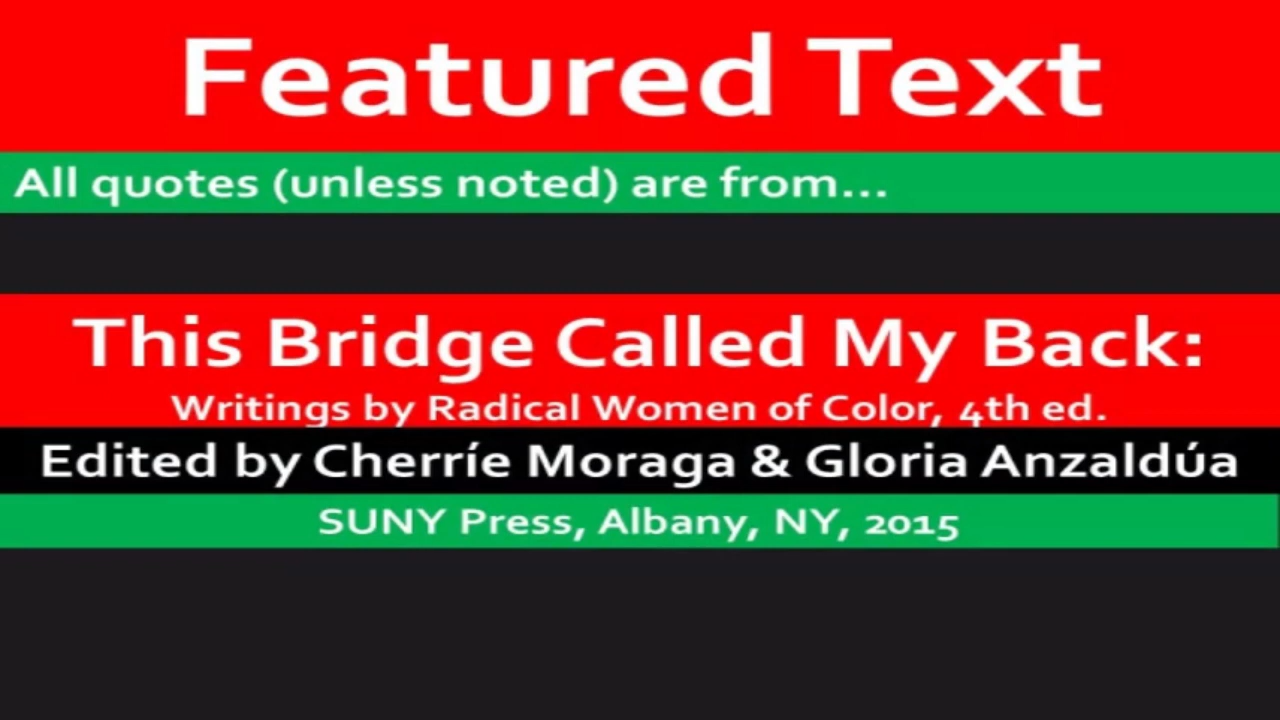 Featured Text
All quotes (unless noted) are from...
This Bridge Called My Back:
Writings by Radical Women of Color, 4th ed.
Edited by Cherríe Moraga & Gloria Anzaldúa
SUNY Press, Albany, NY, 2015